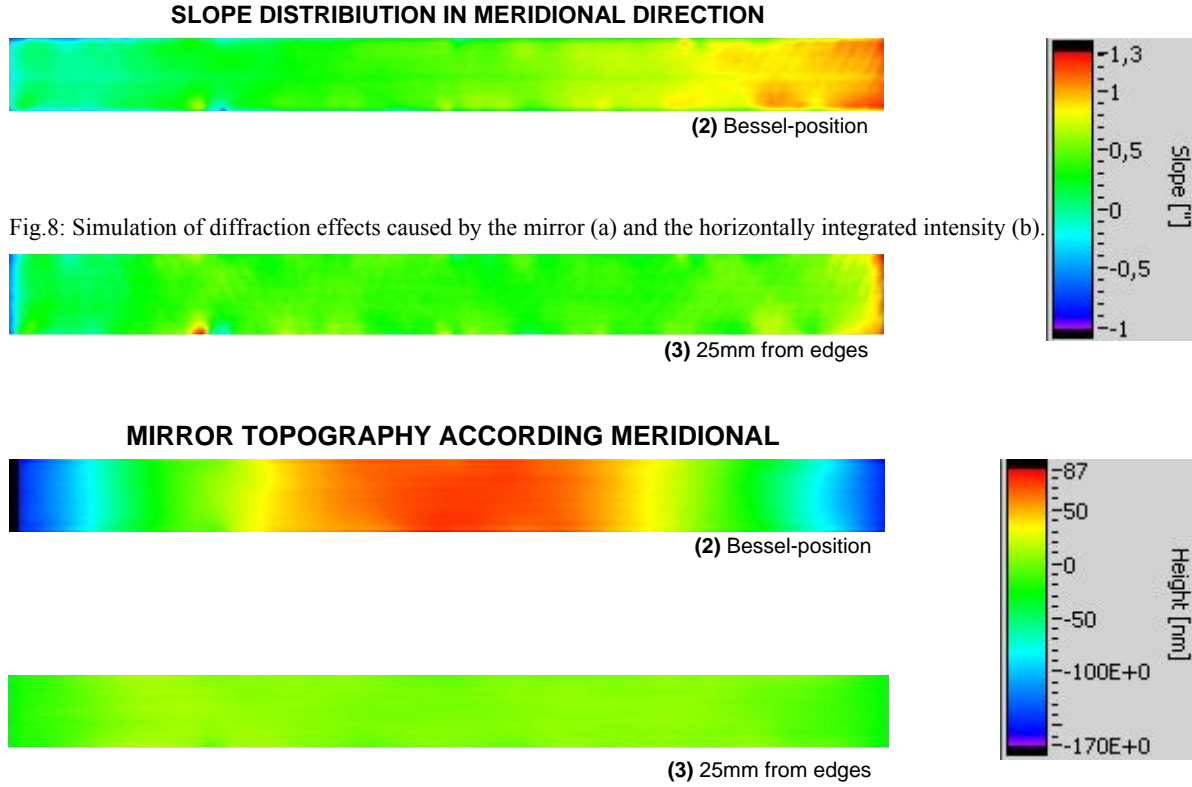 SLOPE DISTRIBIUTION IN MERIDIONAL DIRECTION
(2) Bessel-position
1,3
1
0,5
0
-0,5
-1
Slope ["]
Fig.8: Simulation of diffraction effects caused by the mirror (a) and the horizontally integrated intensity (b).
(3) 25mm from edges
MIRROR TOPOGRAPHY ACCORDING MERIDIONAL
(2) Bessel-position
87
50
0
-50
-100E+0
-170E+0
Height [nm]
(3) 25mm from edges